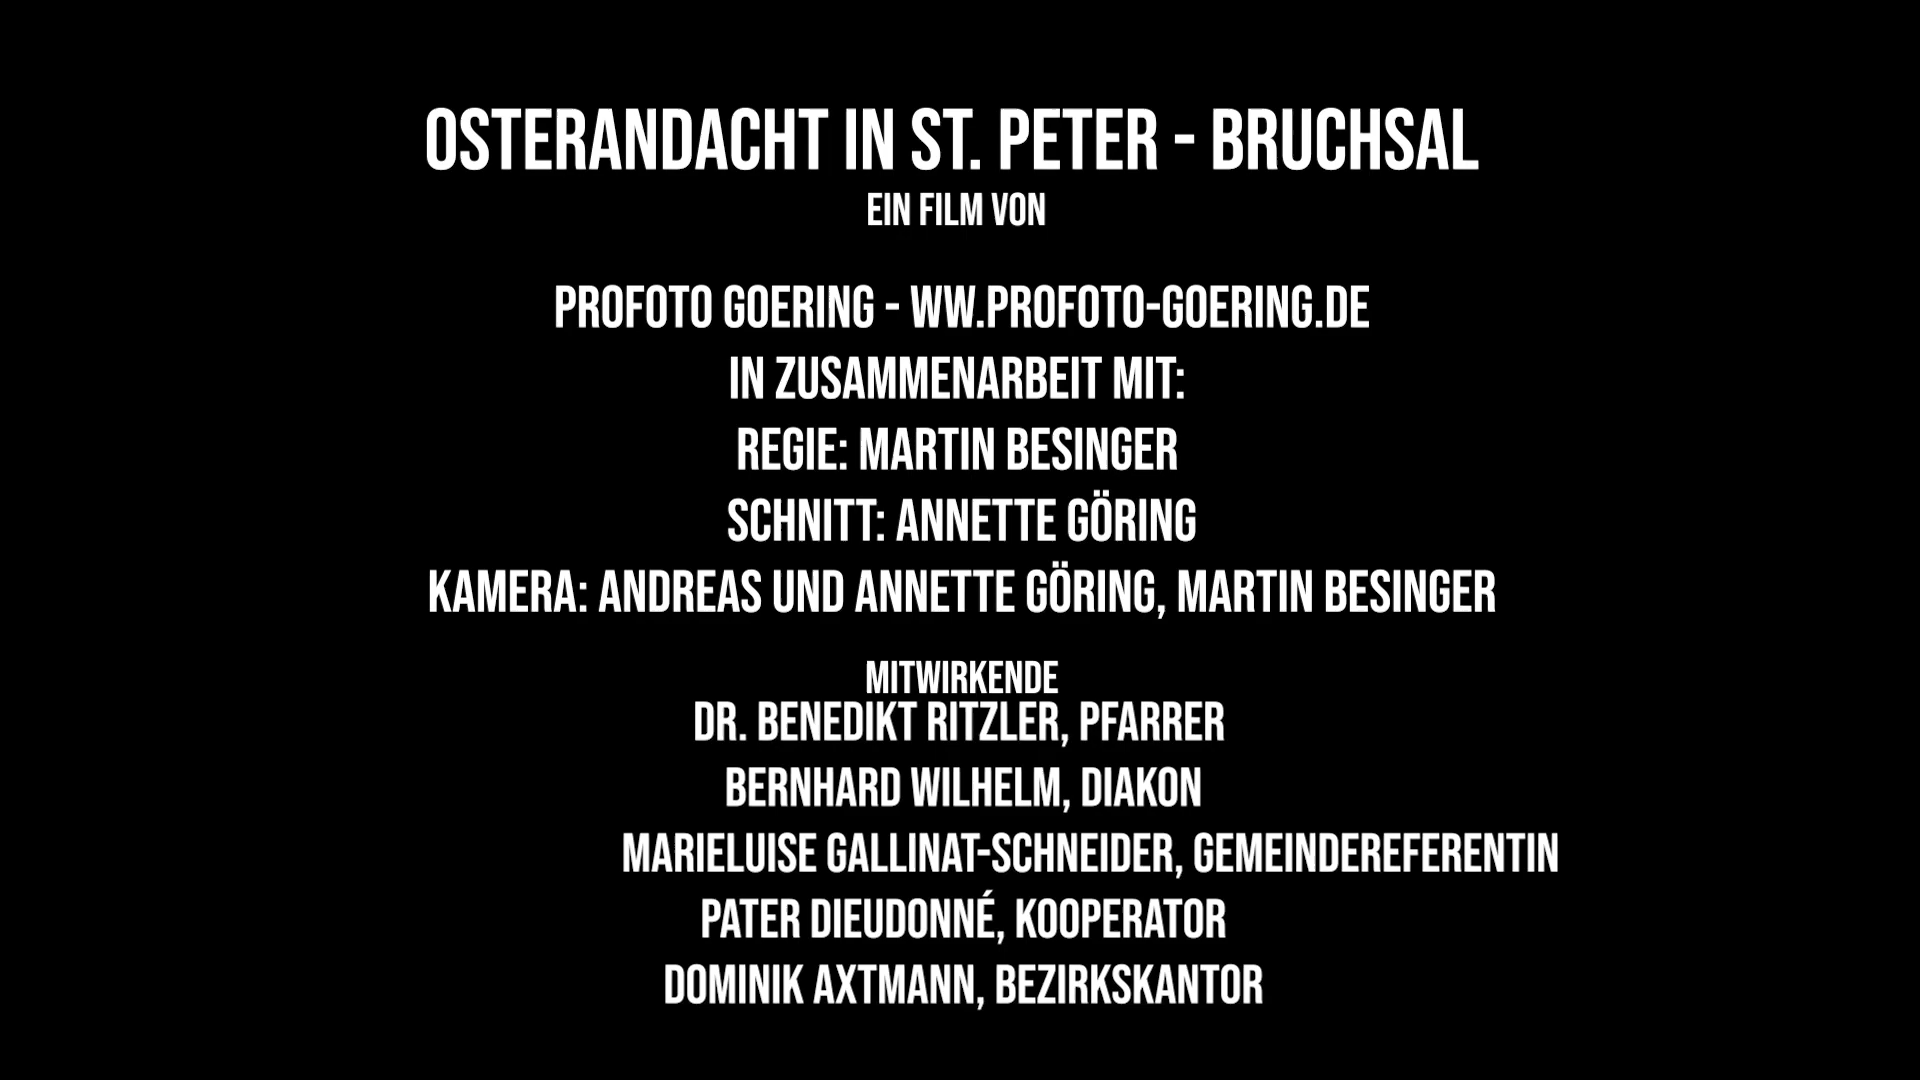 OSTERANDACHT IN ST. PETER - BRUCHSAL
EIN FILM VON
PROFOTO GOERING - WW.PROFOTO-GOERING.DE
IN ZUSAMMENARBEIT MIT:
REGIE: MARTIN BESINGER
SCHNITT: ANNETTE GÖRING
KAMERA: ANDREAS UND ANNETTE GÖRING, MARTIN BESINGER
MITWIRKENDE
DR. BENEDIKT RITZLER, PFARRER
BERNHARD WILHELM, DIAKON
MARIELUISE GALLINAT-SCHNEIDER, GEMEINDEREFERENTIN
PATER DIEUDONNÉ, KOOPERATOR
DOMINIK AXTMANN, BEZIRKSKANTOR